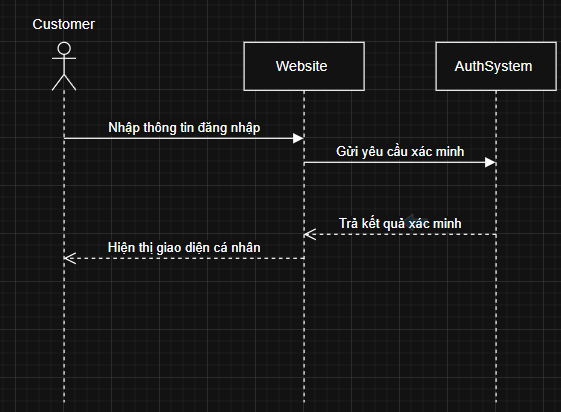 Customer
Website
AuthSystem
Nhập thông tin đăng nhập
Gửi yêu cầu xác minh
Trả kết quả xác minh
Hiện thị giao diện cá nhân